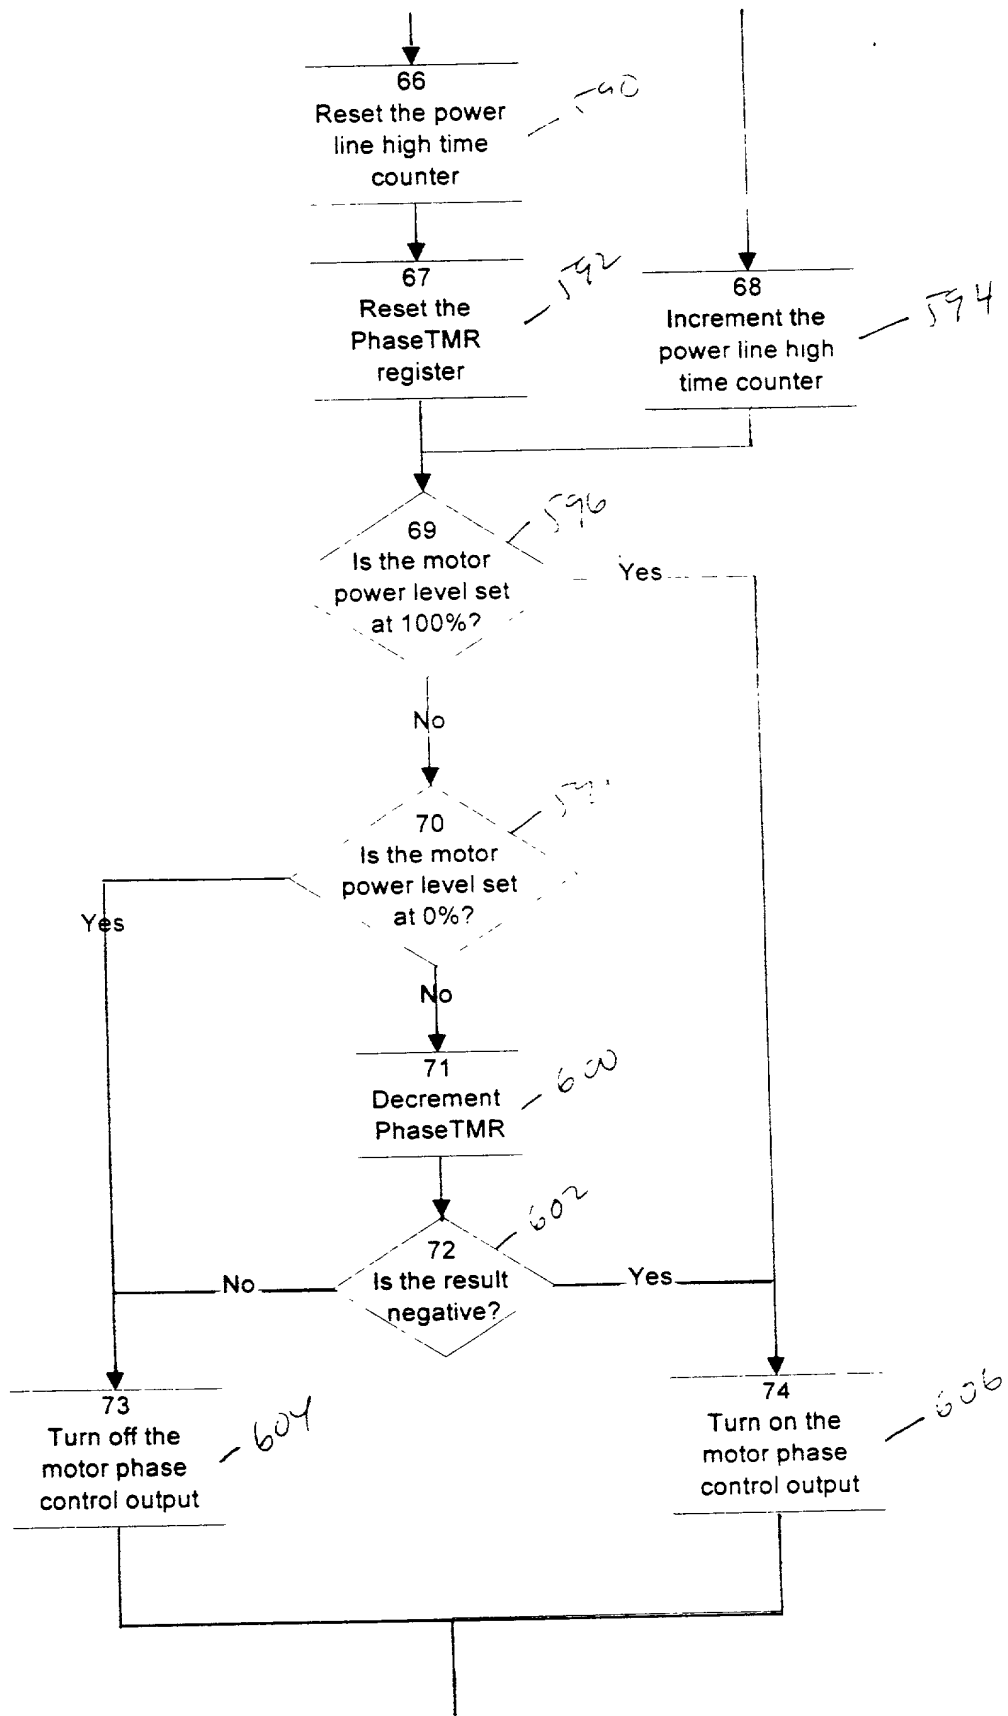 66
Reset the power
line high time
counter
590
67
Reset the
PhaseTMR
register
592
68
Increment the
power line high
time counter
594
69
Is the motor
power level set
at 100%?
596
Yes
No
70
Is the motor
power level set
at 0%?
Yes
No
71
Decrement
PhaseTMR
600
72
Is the result
negative?
602
No
Yes
73
Turn off the
motor phase
control output
604
74
Turn on the
motor phase
control output
606